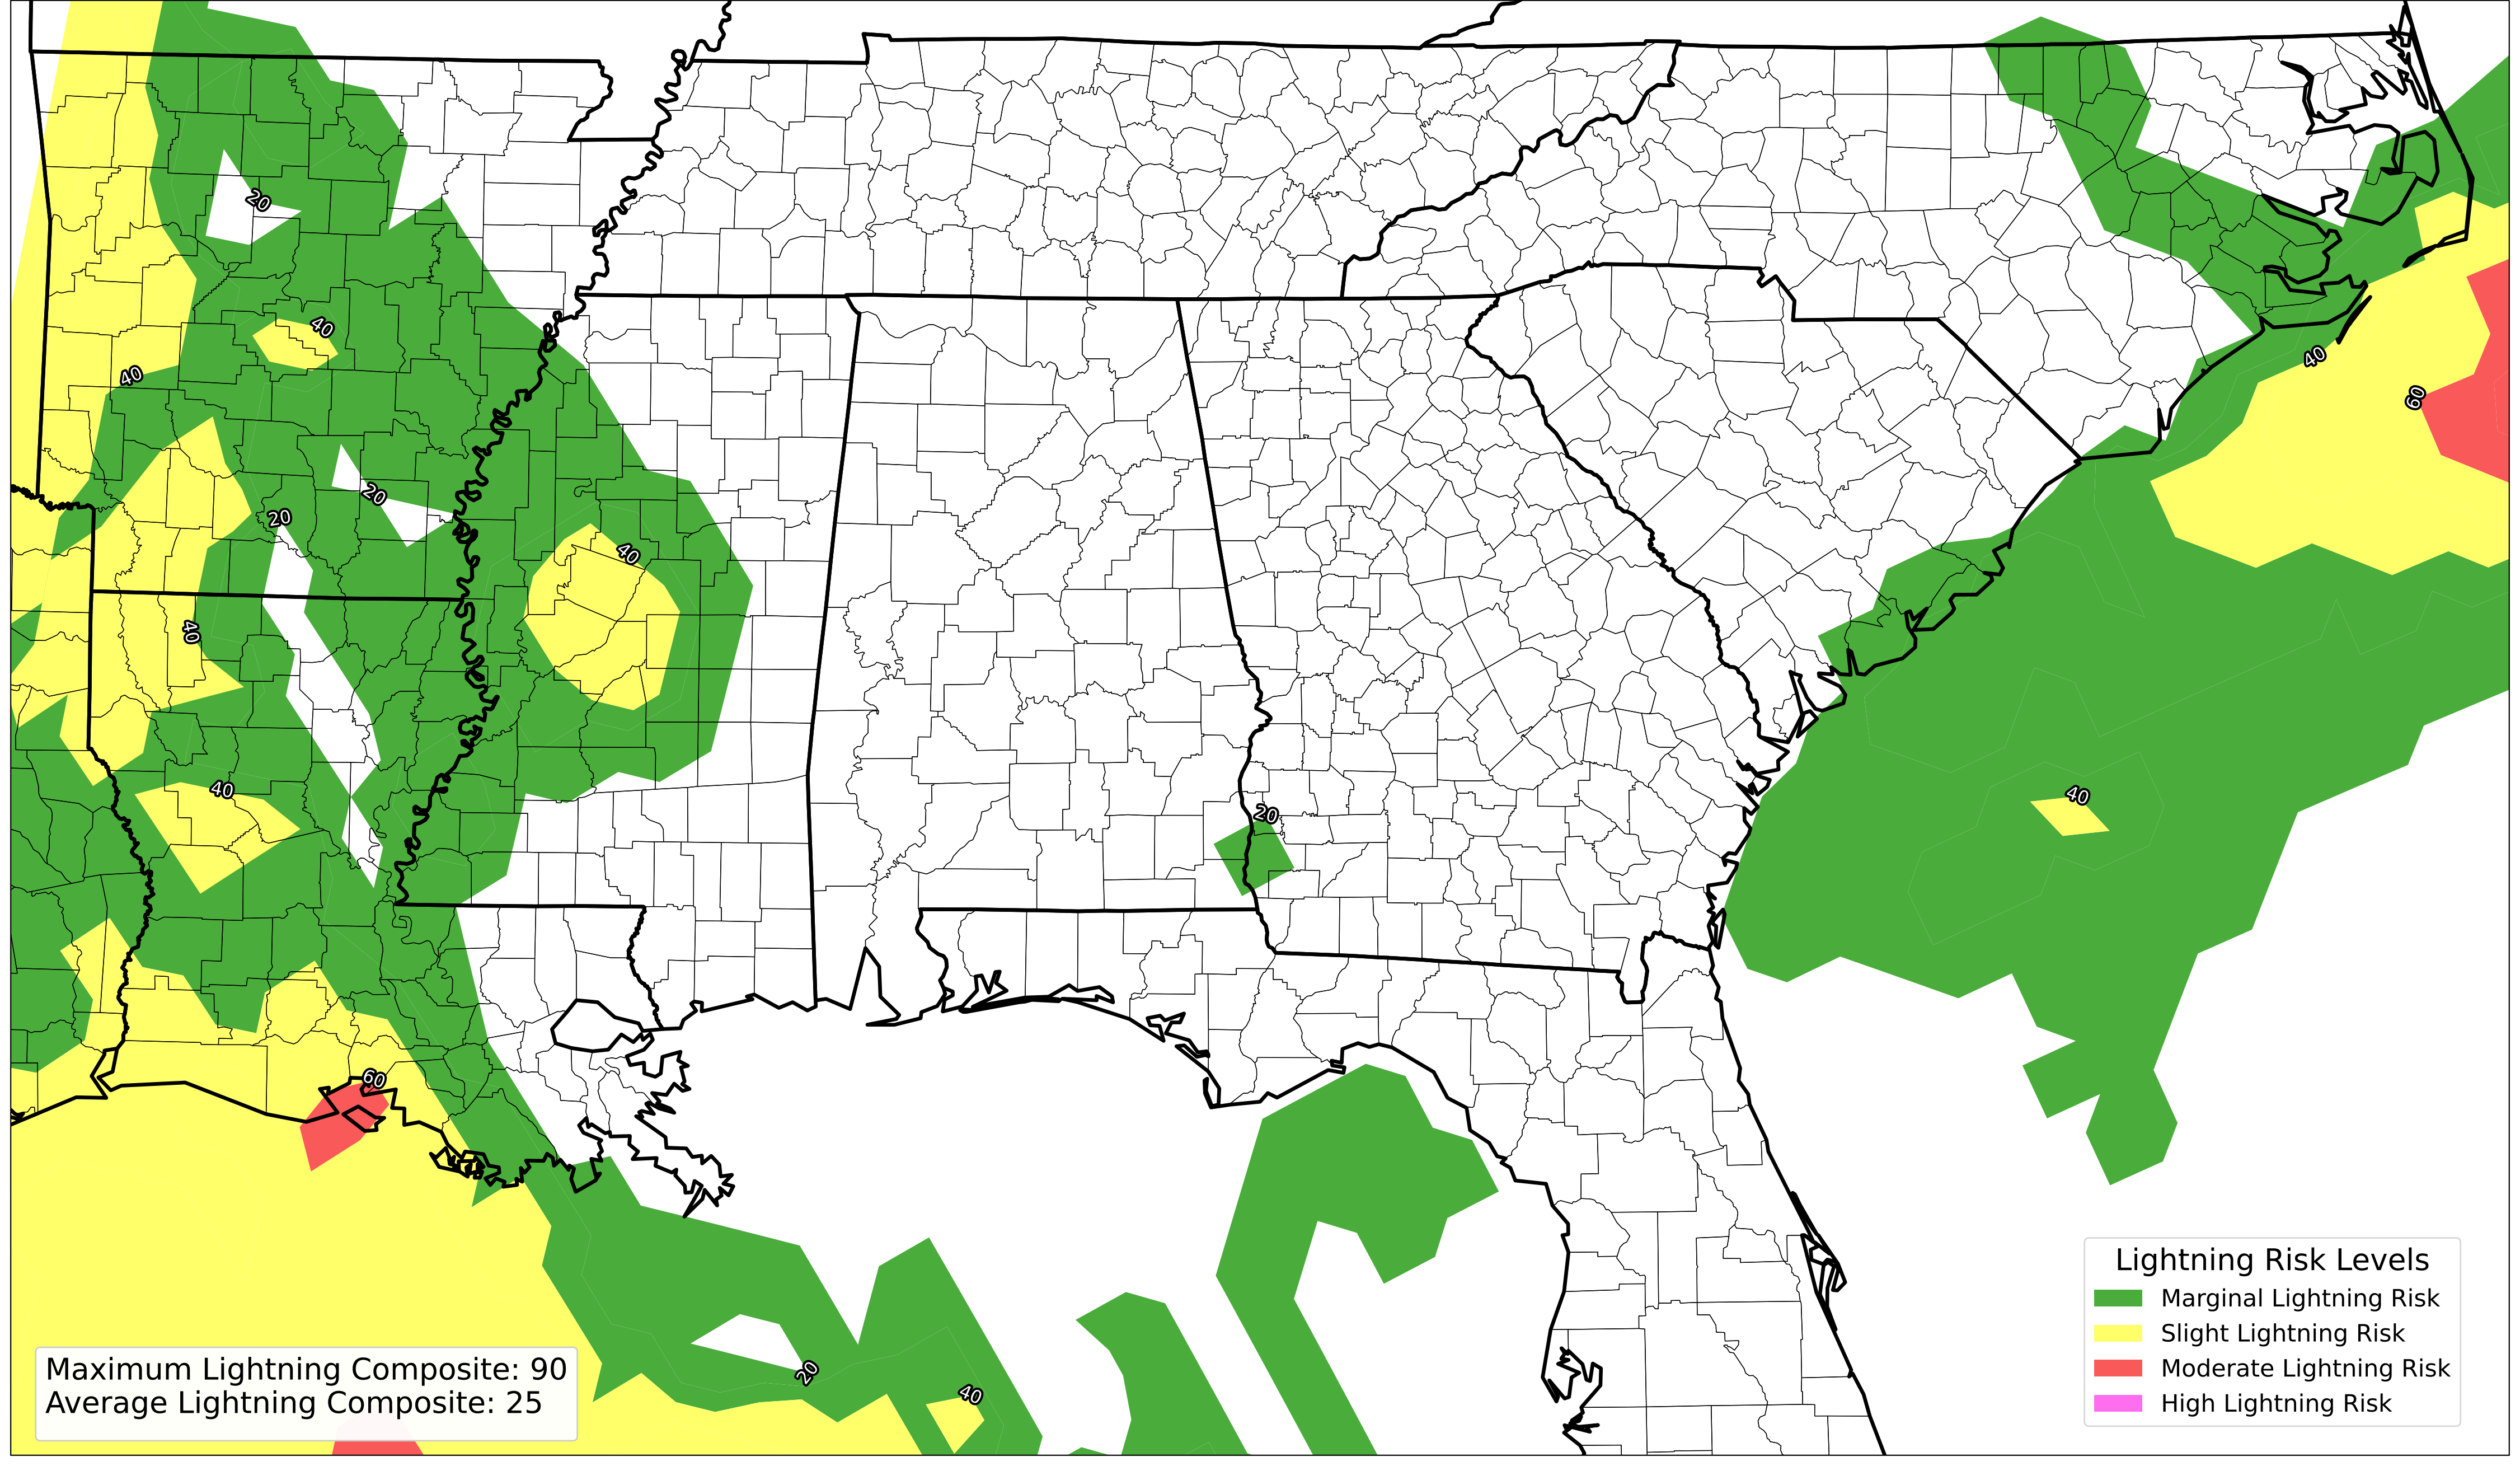 20
40
40
40
60
20
20
40
40
40
20
40
60
20
40
Lightning Risk Levels
Marginal Lightning Risk
Slight Lightning Risk
Moderate Lightning Risk
High Lightning Risk
Maximum Lightning Composite: 90
Average Lightning Composite: 25